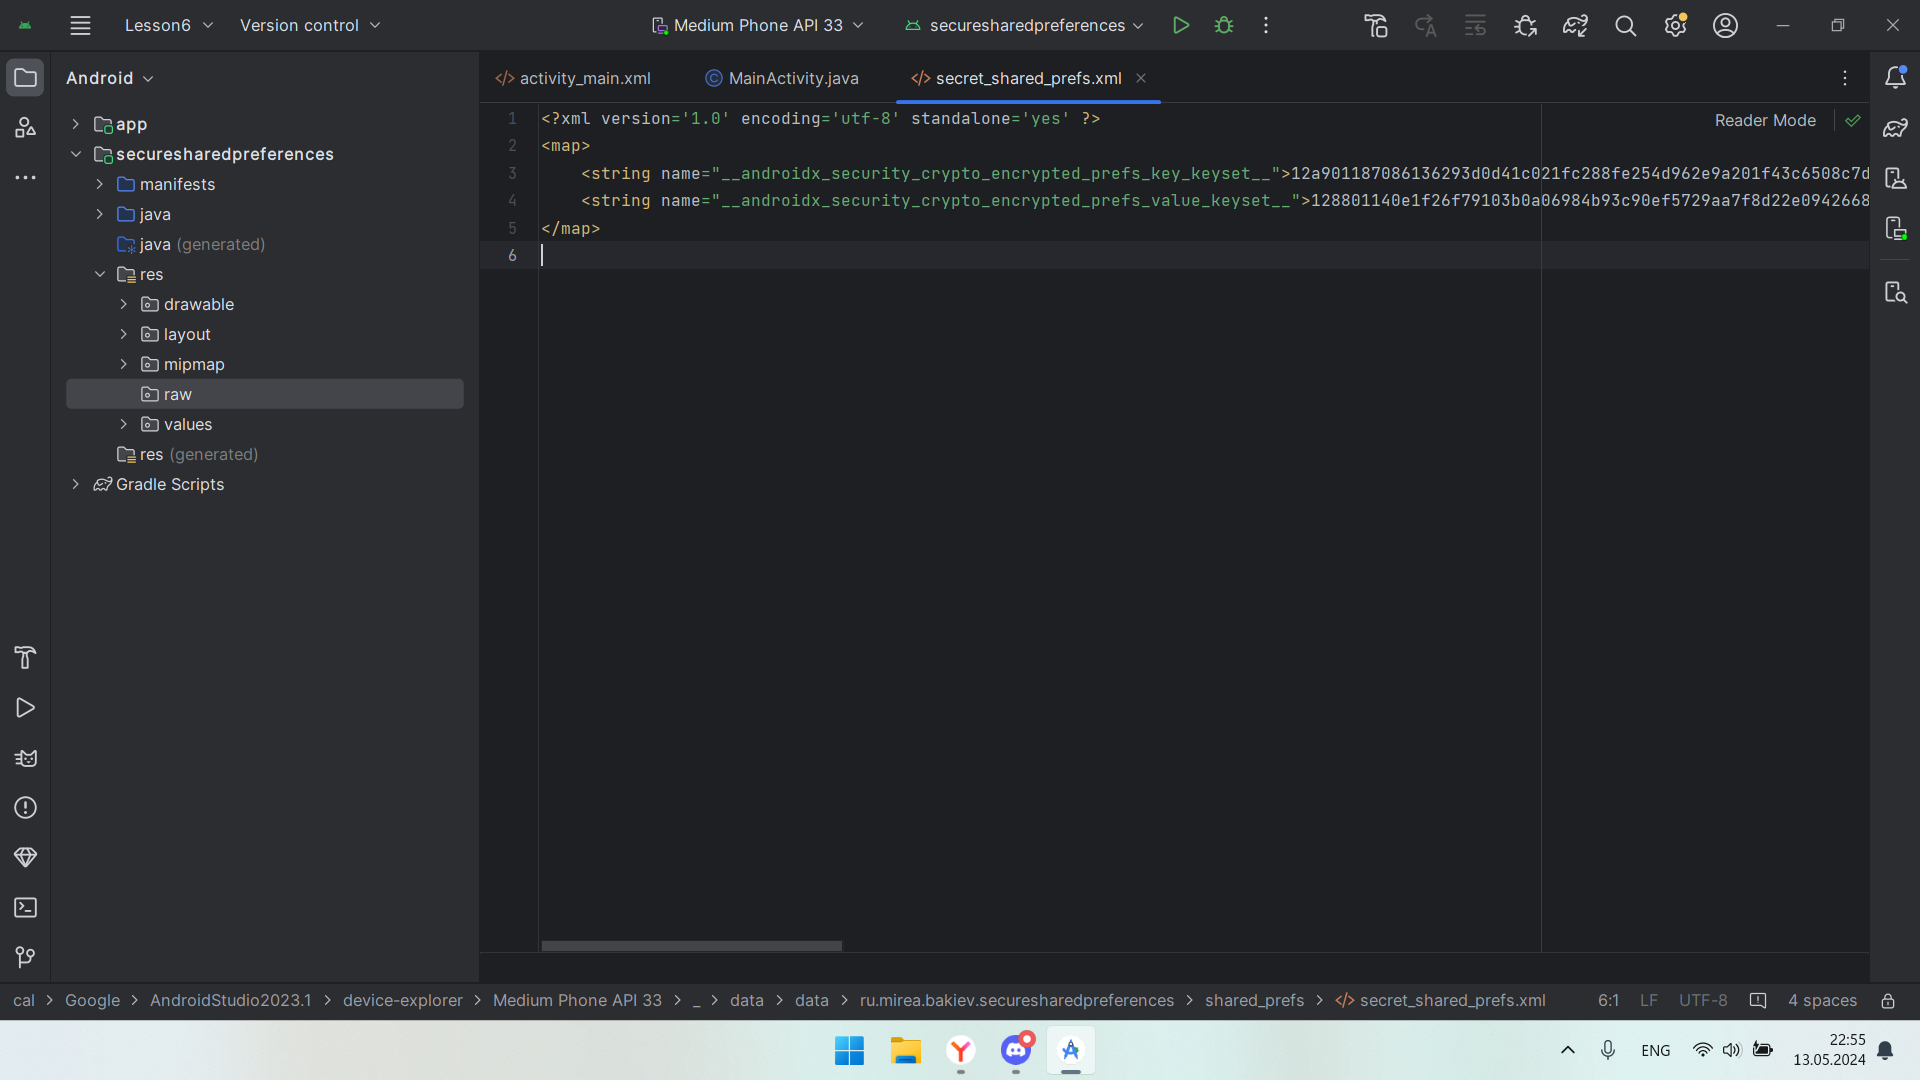 Lesson6
Version control
Medium Phone API 33
securesharedpreferences
Android
app
securesharedpreferences
manifests
java
java (generated)
res
drawable
layout
mipmap
raw
values
res (generated)
Gradle Scripts
activity_main.xml
MainActivity.java
secret_shared_prefs.xml
Reader Mode
1 <?xml version='1.0' encoding='utf-8' standalone='yes' ?>
2 <map>
3 <string name="__androidx_security_crypto_encrypted_prefs_key_keyset__">12a901187086136293d0d41c021fc288fe254d962e9a201f43c6508c7d
4 <string name="__androidx_security_crypto_encrypted_prefs_value_keyset__">128801140e1f26f79103b0a06984b93c90ef5729aa7f8d22e0942668
5 </map>
6
cal > Google > AndroidStudio2023.1 > device-explorer > Medium Phone API 33 > _ > data > data > ru.mirea.bakiev.securesharedpreferences > shared_prefs > secret_shared_prefs.xml
6:1 LF UTF-8 4 spaces
ENG
22:55
13.05.2024